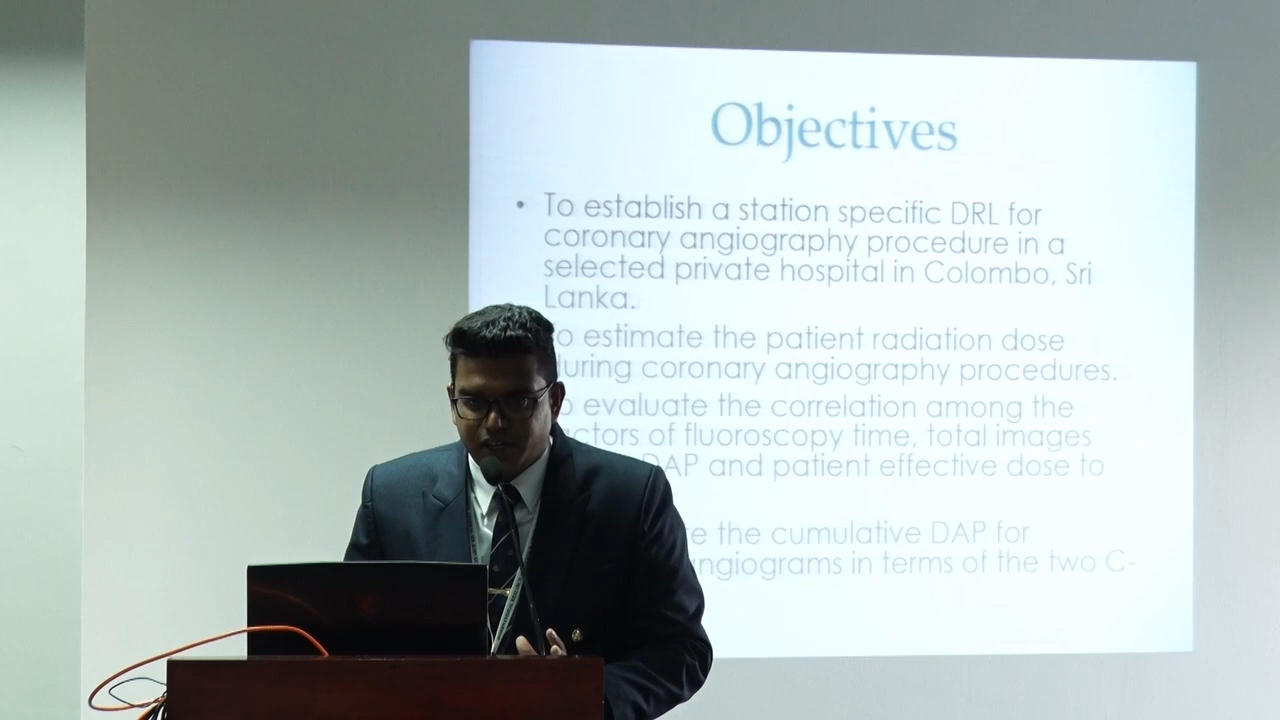 Objectives
• To establish a station specific DRL for
coronary angiography procedure in a
selected private hospital in Colombo, Sri
Lanka.
o estimate the patient radiation dose
during coronary angiography procedures.
o evaluate the correlation among the
actors of fluoroscopy time, total images
DAP and patient effective dose to
re the cumulative DAP for
angiograms in terms of the two C-